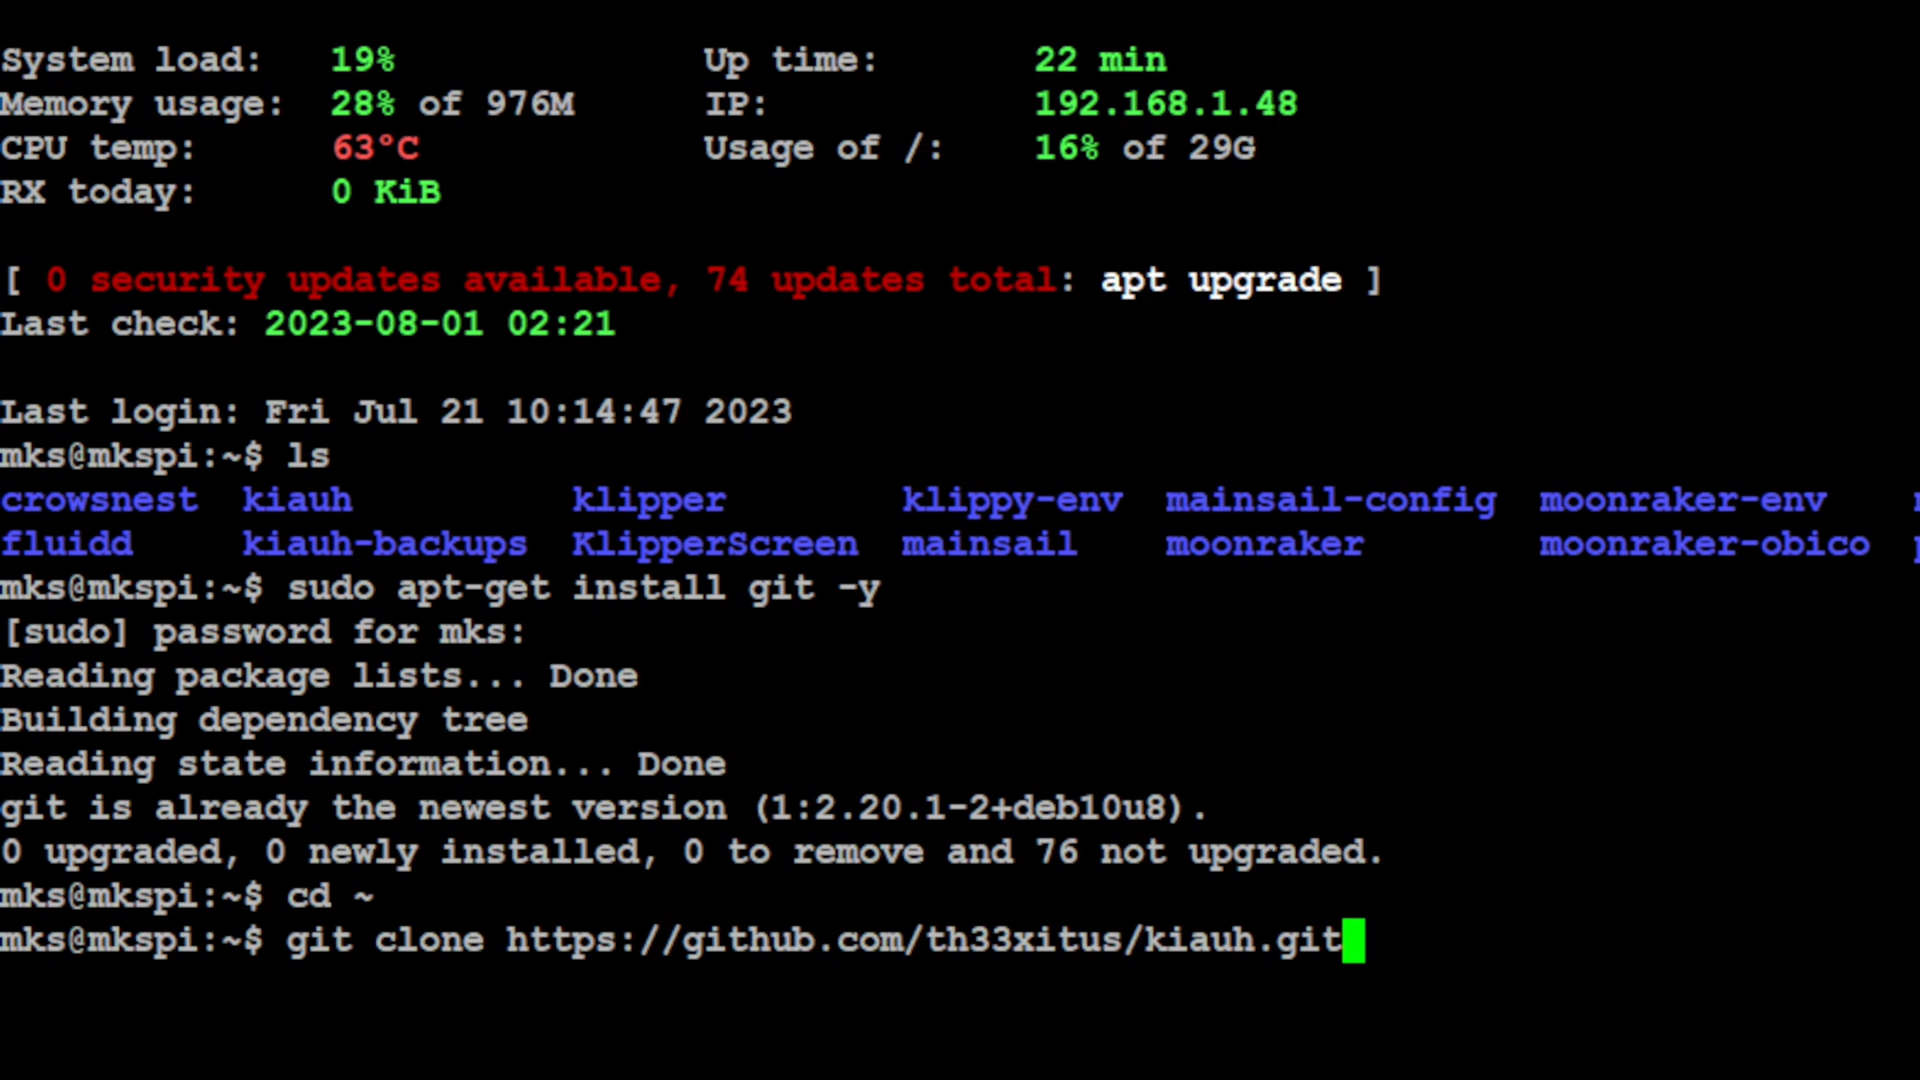 System load: 19% Up time: 22 min
Memory usage: 28% of 976M IP: 192.168.1.48
CPU temp: 63°C Usage of /: 16% of 29G
RX today: 0 KiB
[ 0 security updates available, 74 updates total: apt upgrade ]
Last check: 2023-08-01 02:21
Last login: Fri Jul 21 10:14:47 2023
mks@mkspi:~$ ls
crowsnest kiauh klipper klippy-env mainsail-config moonraker-env
fluidd kiauh-backups KlipperScreen mainsail moonraker moonraker-obico
mks@mkspi:~$ sudo apt-get install git -y
[sudo] password for mks:
Reading package lists... Done
Building dependency tree
Reading state information... Done
git is already the newest version (1:2.20.1-2+deb10u8).
0 upgraded, 0 newly installed, 0 to remove and 76 not upgraded.
mks@mkspi:~$ cd ~
mks@mkspi:~$ git clone https://github.com/th33xitus/kiauh.git